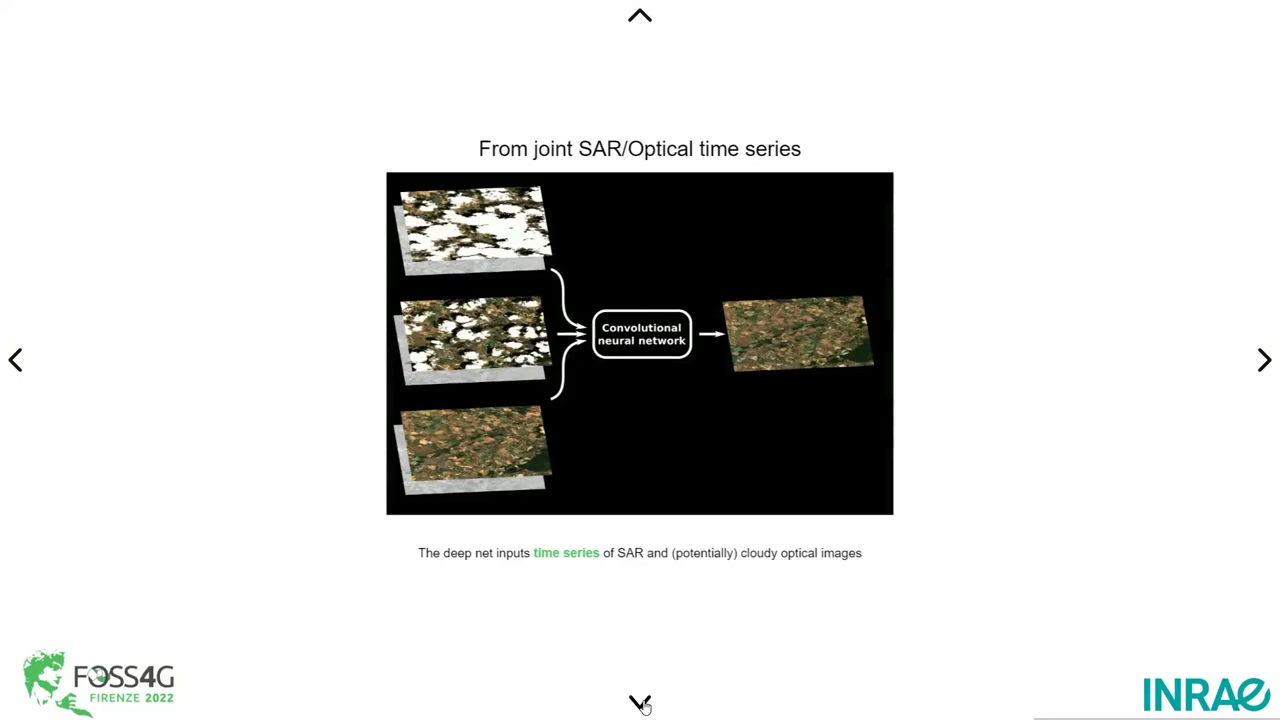 From joint SAR/Optical time series
Convolutional
neural network
The deep net inputs time series of SAR and (potentially) cloudy optical images
FOSS4G
FIRENZE 2022
INRAE